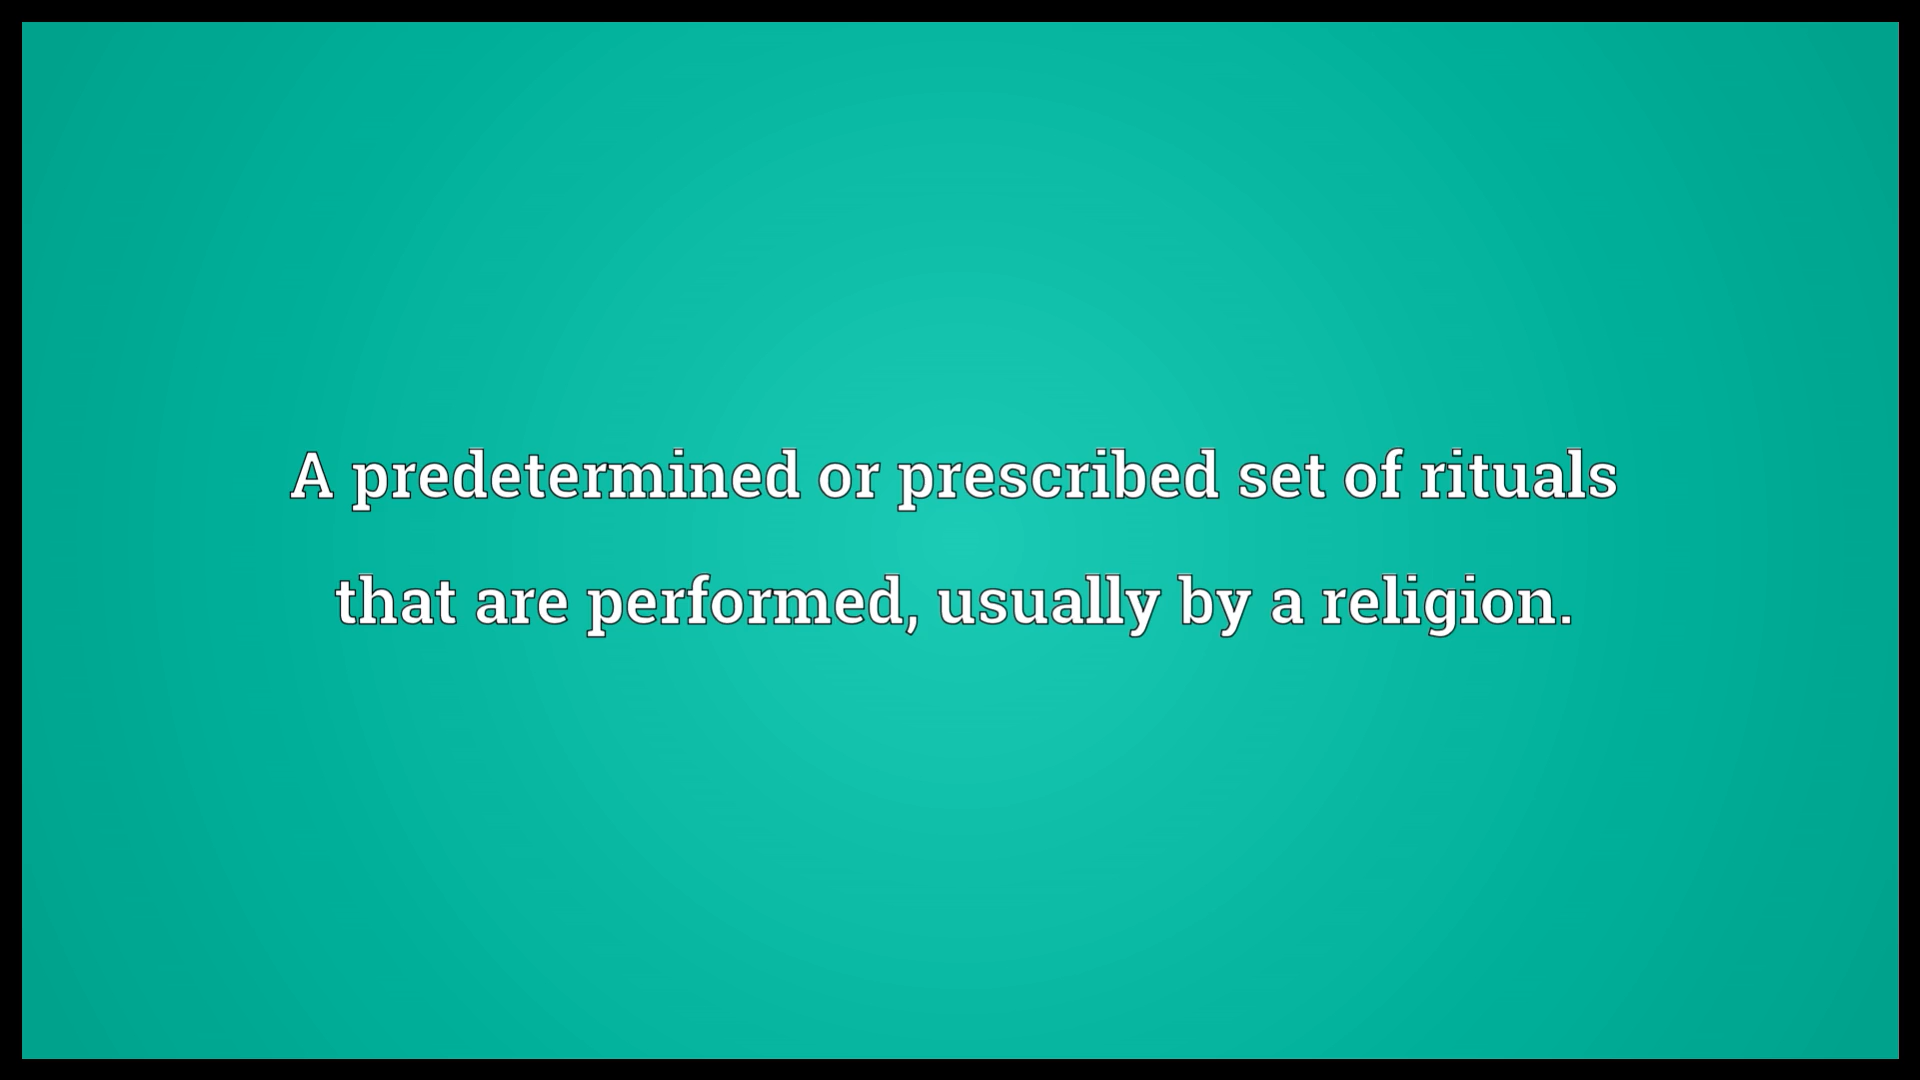 A predetermined or prescribed set of rituals
that are performed, usually by a religion.